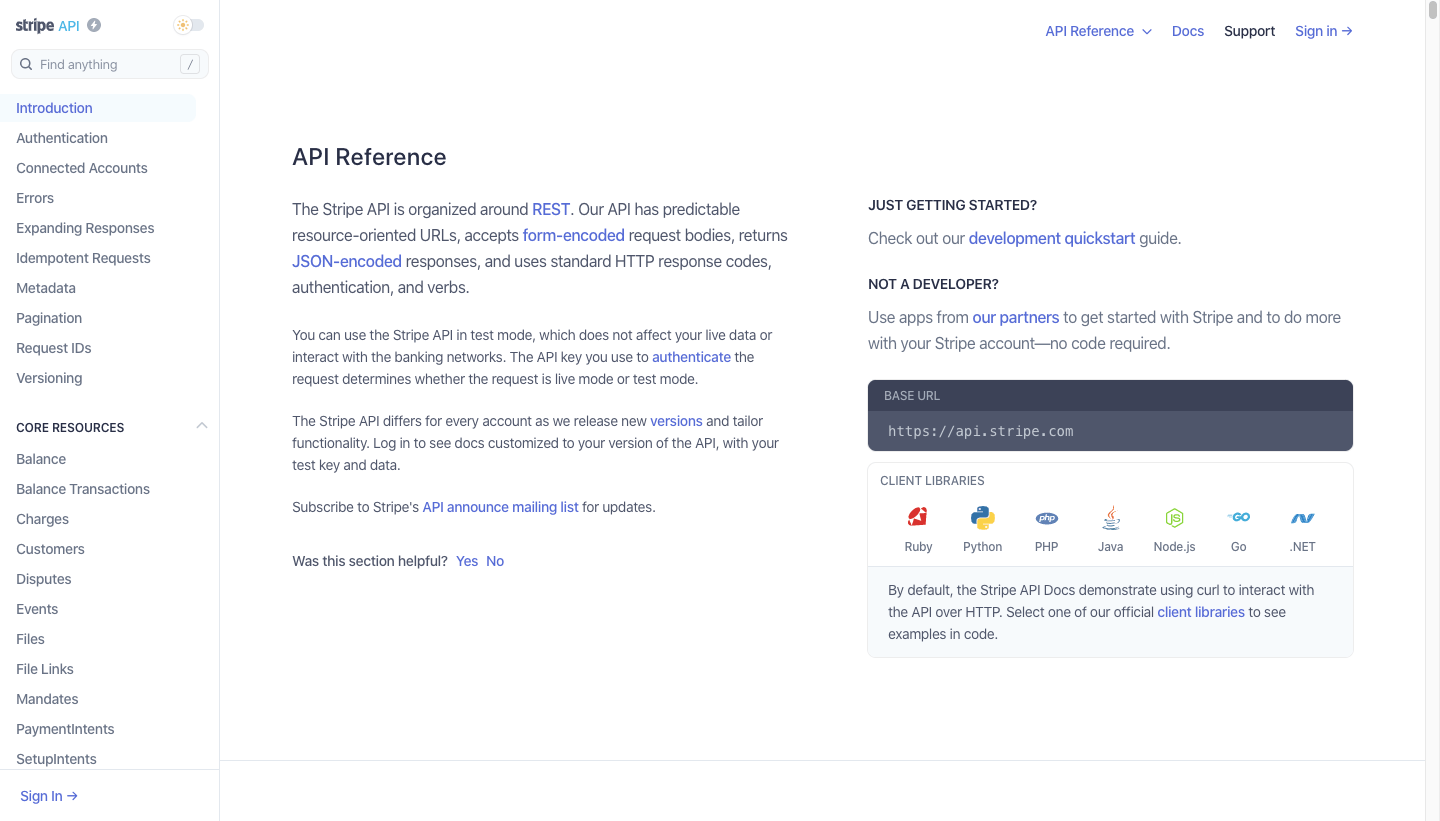 stripe API
Find anything /
Introduction
Authentication
Connected Accounts
Errors
Expanding Responses
Idempotent Requests
Metadata
Pagination
Request IDs
Versioning
CORE RESOURCES
Balance
Balance Transactions
Charges
Customers
Disputes
Events
Files
File Links
Mandates
PaymentIntents
SetupIntents
Sign In →
API Reference Docs Support Sign in →
API Reference
The Stripe API is organized around REST. Our API has predictable
resource-oriented URLs, accepts form-encoded request bodies, returns
JSON-encoded responses, and uses standard HTTP response codes,
authentication, and verbs.
You can use the Stripe API in test mode, which does not affect your live data or
interact with the banking networks. The API key you use to authenticate the
request determines whether the request is live mode or test mode.
The Stripe API differs for every account as we release new versions and tailor
functionality. Log in to see docs customized to your version of the API, with your
test key and data.
Subscribe to Stripe's API announce mailing list for updates.
Was this section helpful? Yes No
JUST GETTING STARTED?
Check out our development quickstart guide.
NOT A DEVELOPER?
Use apps from our partners to get started with Stripe and to do more
with your Stripe account—no code required.
BASE URL
https://api.stripe.com
CLIENT LIBRARIES
php JS GO
Ruby Python PHP Java Node.js Go .NET
By default, the Stripe API Docs demonstrate using curl to interact with
the API over HTTP. Select one of our official client libraries to see
examples in code.